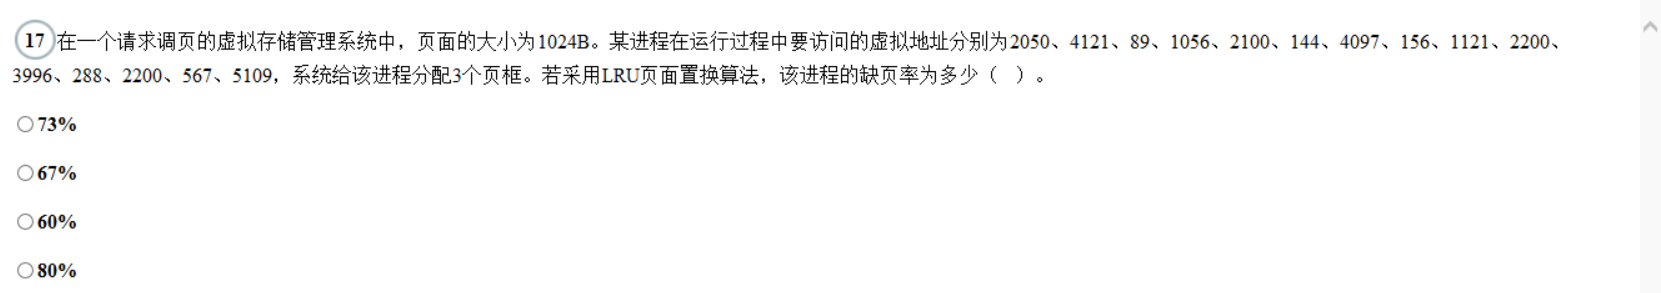 17 在一个请求调页的虚拟存储管理系统中，页面的大小为1024B。某进程在运行过程中要访问的虚拟地址分别为2050、4121、89、1056、2100、144、4097、156、1121、2200、
3996、288、2200、567、5109，系统给该进程分配3个页框。若采用LRU页面置换算法，该进程的缺页率为多少（　）。
73%
67%
60%
80%